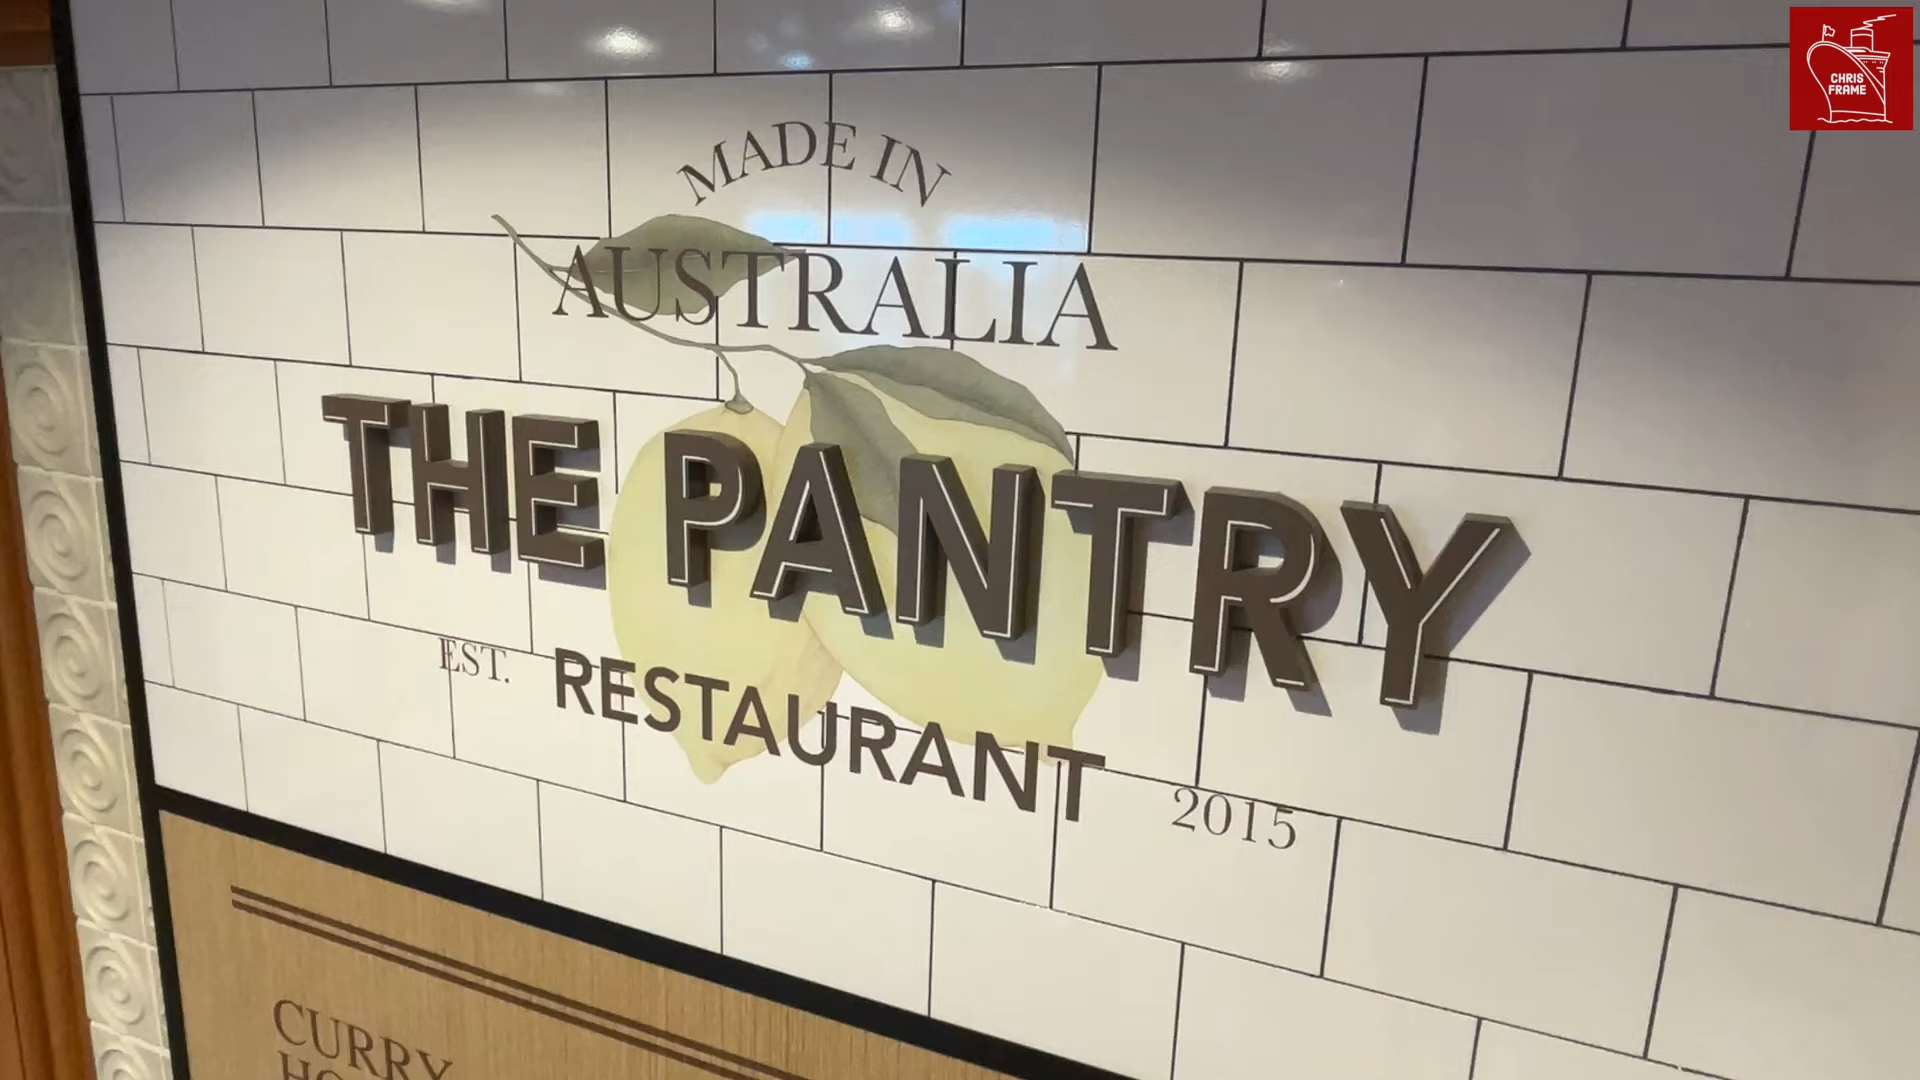 CHRIS
FRAME
MADE IN
AUSTRALIA
THE PANTRY
EST. RESTAURANT 2015
CURRY